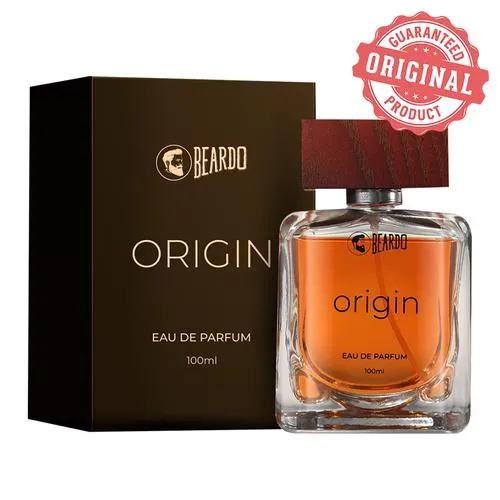 GUARANTEED
ORIGINAL
PRODUCT
BEARDO
ORIGIN
EAU DE PARFUM
100ml
BEARDO
origin
EAU DE PARFUM
100ml